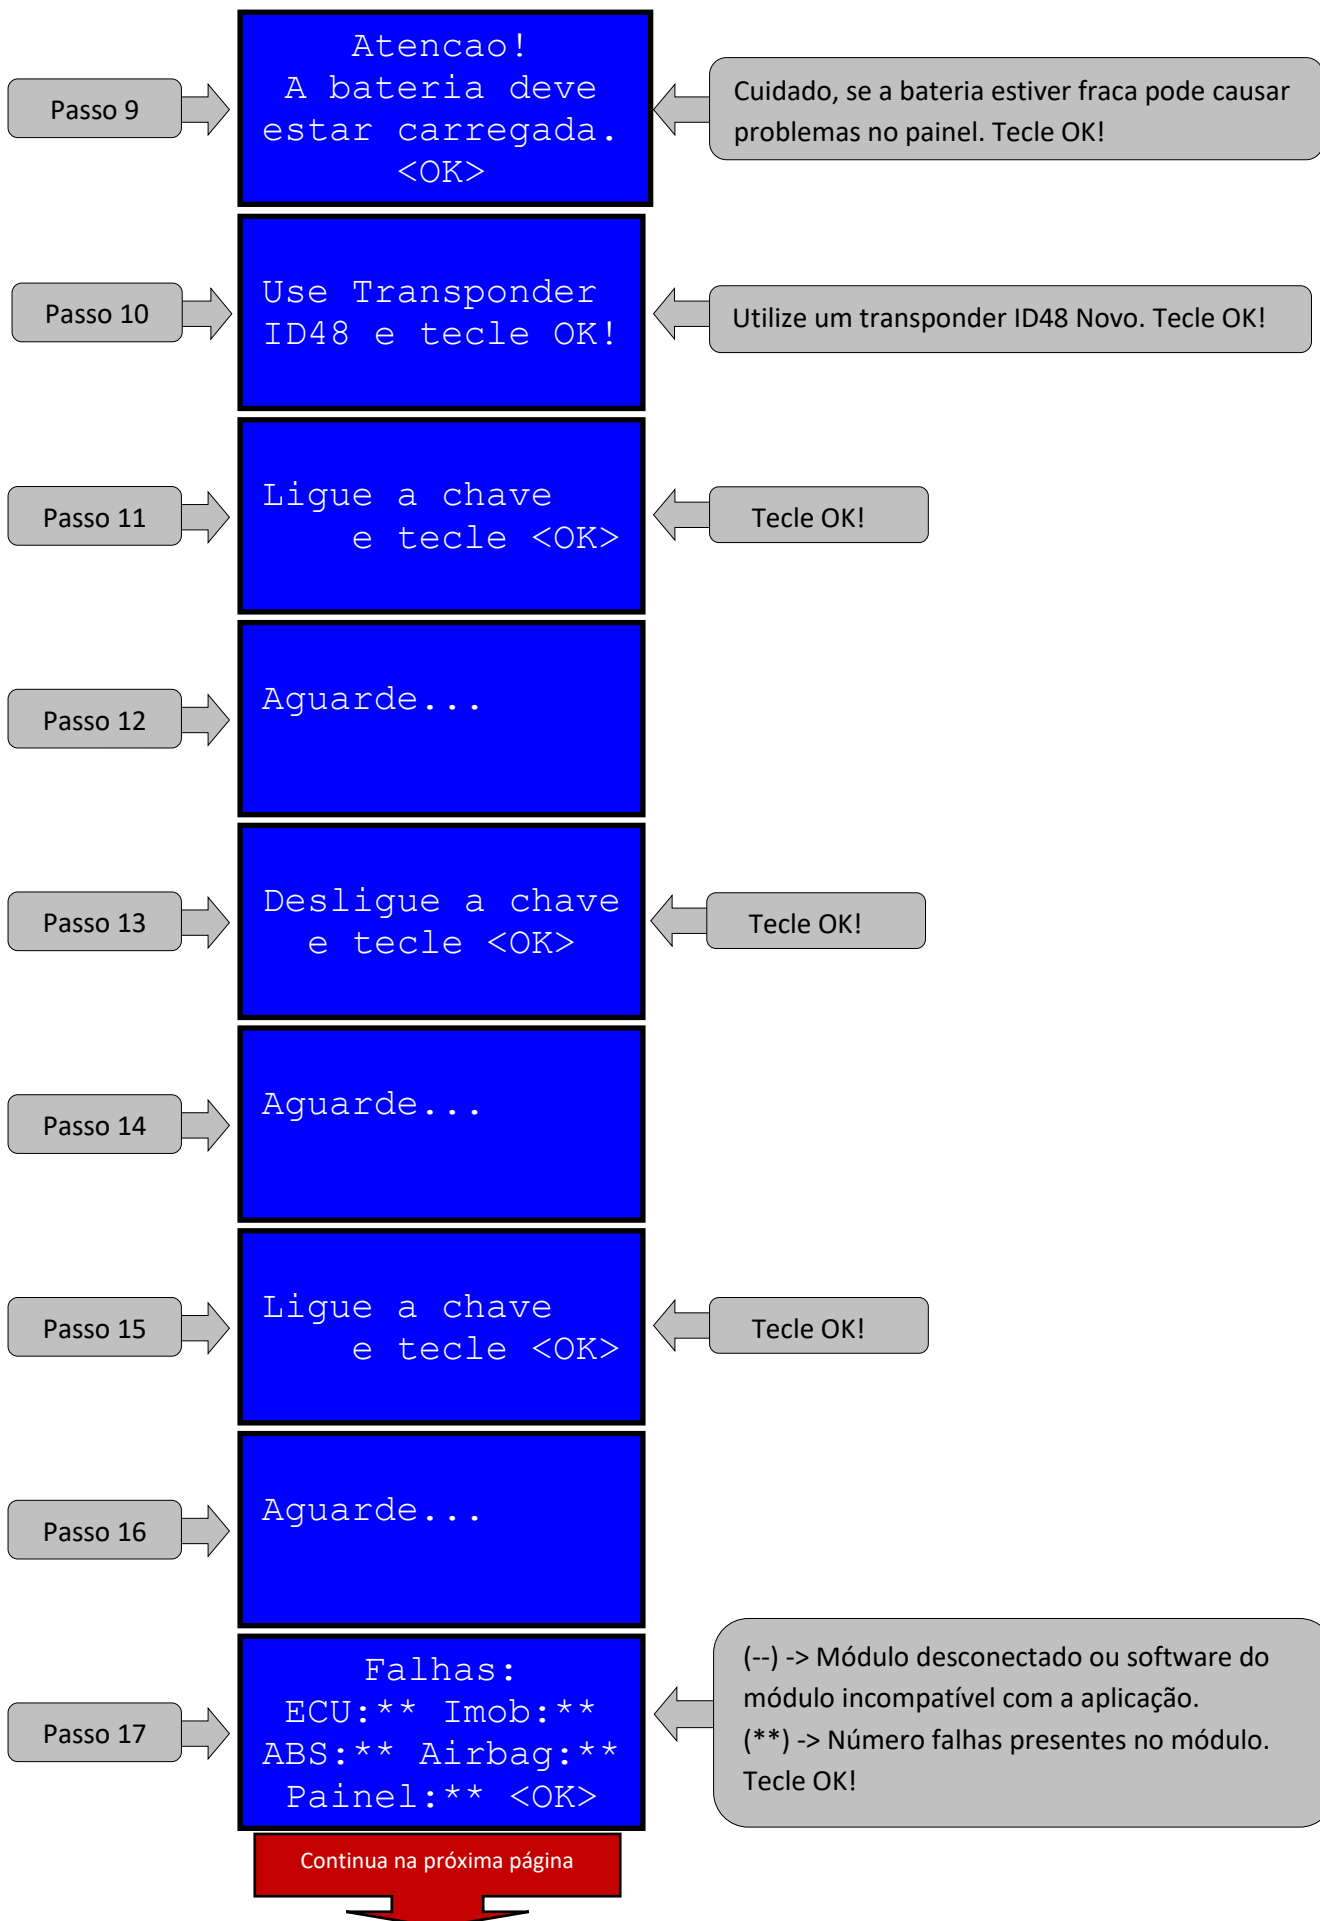 Passo 9
Atencao!
A bateria deve
estar carregada.
<OK>
Cuidado, se a bateria estiver fraca pode causar
problemas no painel. Tecle OK!
Passo 10
Use Transponder
ID48 e tecle OK!
Utilize um transponder ID48 Novo. Tecle OK!
Passo 11
Ligue a chave
e tecle <OK>
Tecle OK!
Passo 12
Aguarde...
Passo 13
Desligue a chave
e tecle <OK>
Tecle OK!
Passo 14
Aguarde...
Passo 15
Ligue a chave
e tecle <OK>
Tecle OK!
Passo 16
Aguarde...
Passo 17
Falhas:
ECU:** Imob:**
ABS:** Airbag:**
Painel:** <OK>
(--) -> Módulo desconectado ou software do
módulo incompatível com a aplicação.
(**) -> Número falhas presentes no módulo.
Tecle OK!
Continua na próxima página